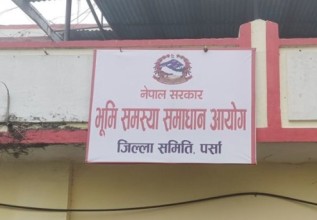 नेपाल सरकार
भूमि समस्या समाधान आयोग
जिल्ला समिति, पर्सा